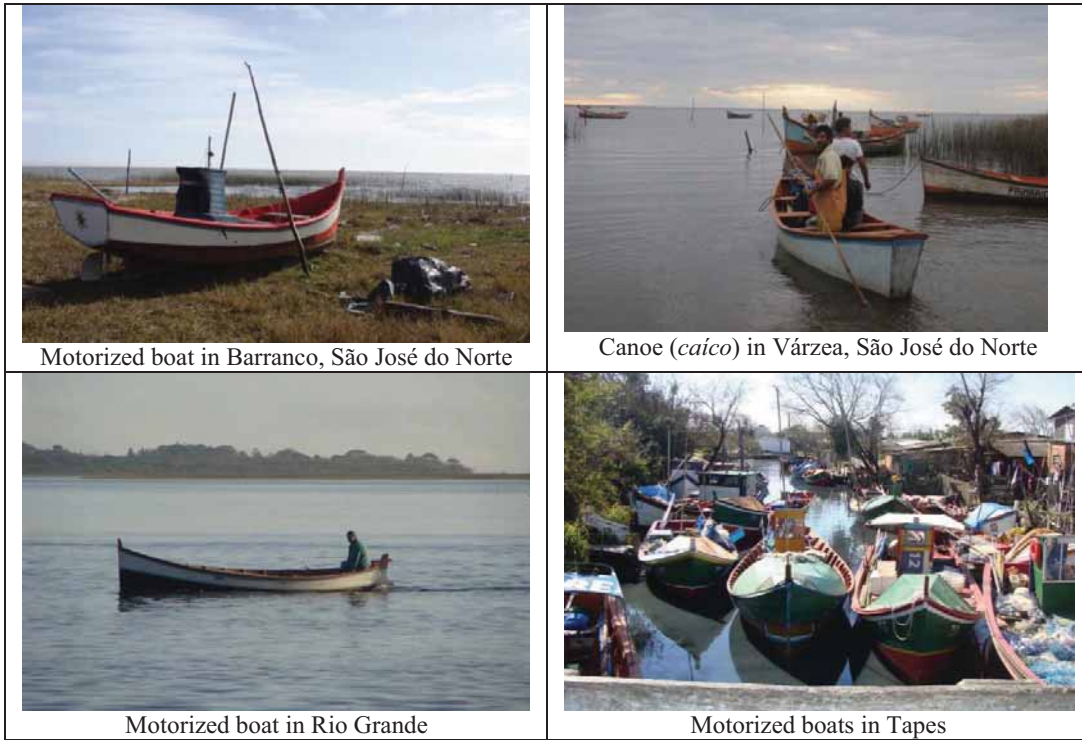 Motorized boat in Barranco, São José do Norte
Canoe (caíco) in Várzea, São José do Norte
Motorized boat in Rio Grande
Motorized boats in Tapes
12